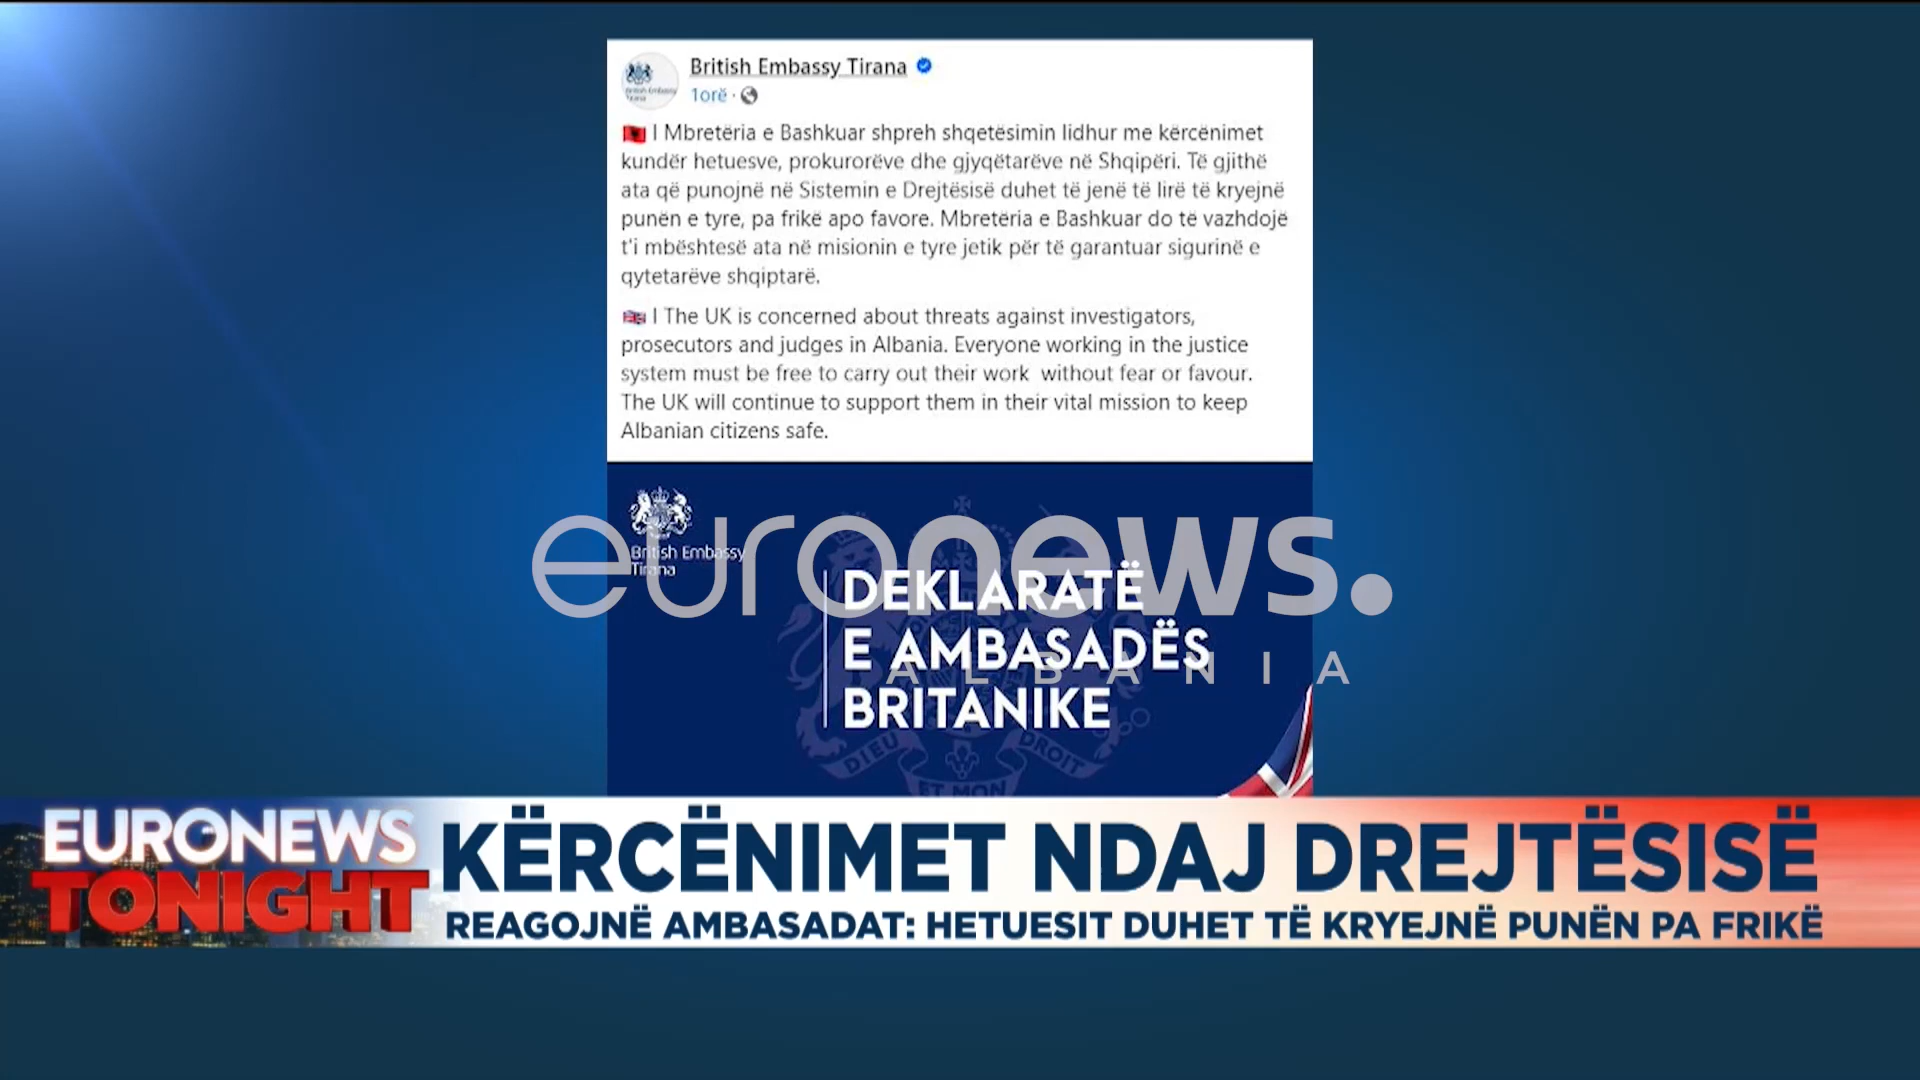 British Embassy Tirana
1orë ·
| Mbretëria e Bashkuar shpreh shqetësimin lidhur me kërcënimet
kundër hetuesve, prokurorëve dhe gjyqëtarëve në Shqipëri. Të gjithë
ata që punojnë në Sistemin e Drejtësisë duhet të jenë të lirë të kryejnë
punën e tyre, pa frikë apo favore. Mbretëria e Bashkuar do të vazhdojë
t'i mbështesë ata në misionin e tyre jetik për të garantuar sigurinë e
qytetarëve shqiptarë.
| The UK is concerned about threats against investigators,
prosecutors and judges in Albania. Everyone working in the justice
system must be free to carry out their work without fear or favour.
The UK will continue to support them in their vital mission to keep
Albanian citizens safe.
British Embassy
Tirana
euronews.
ALBANIA
DEKLARATË
E AMBASADËS
BRITANIKE
DIEU ET MON DROIT
EURONEWS
TONIGHT
KËRCËNIMET NDAJ DREJTËSISË
REAGOJNË AMBASADAT: HETUESIT DUHET TË KRYEJNË PUNËN PA FRIKË